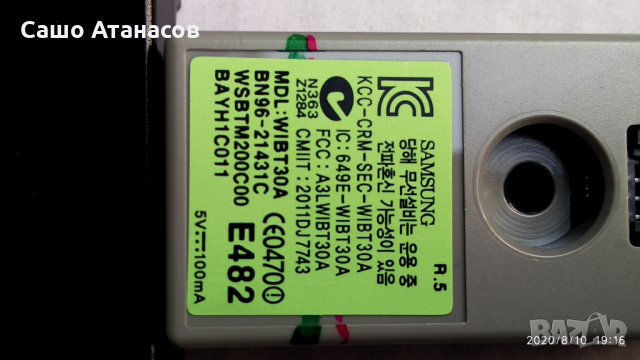 Сашо Атанасов
SAMSUNG
당해 무선설비는 운용 중
전파혼신 가능성이 있음
R.5
KCC-CRM-SEC-WIBT30A
IC: 649E-WIBT30A
FCC: A3LWIBT30A
CMIIT : 2011DJ7743
N363
Z1284
MDL: WIBT30A CE0470
BN96-21431C
WSBTM200C00 E482
BAYH1C011
5V 100mA
bazar
2020/8/10 19:16